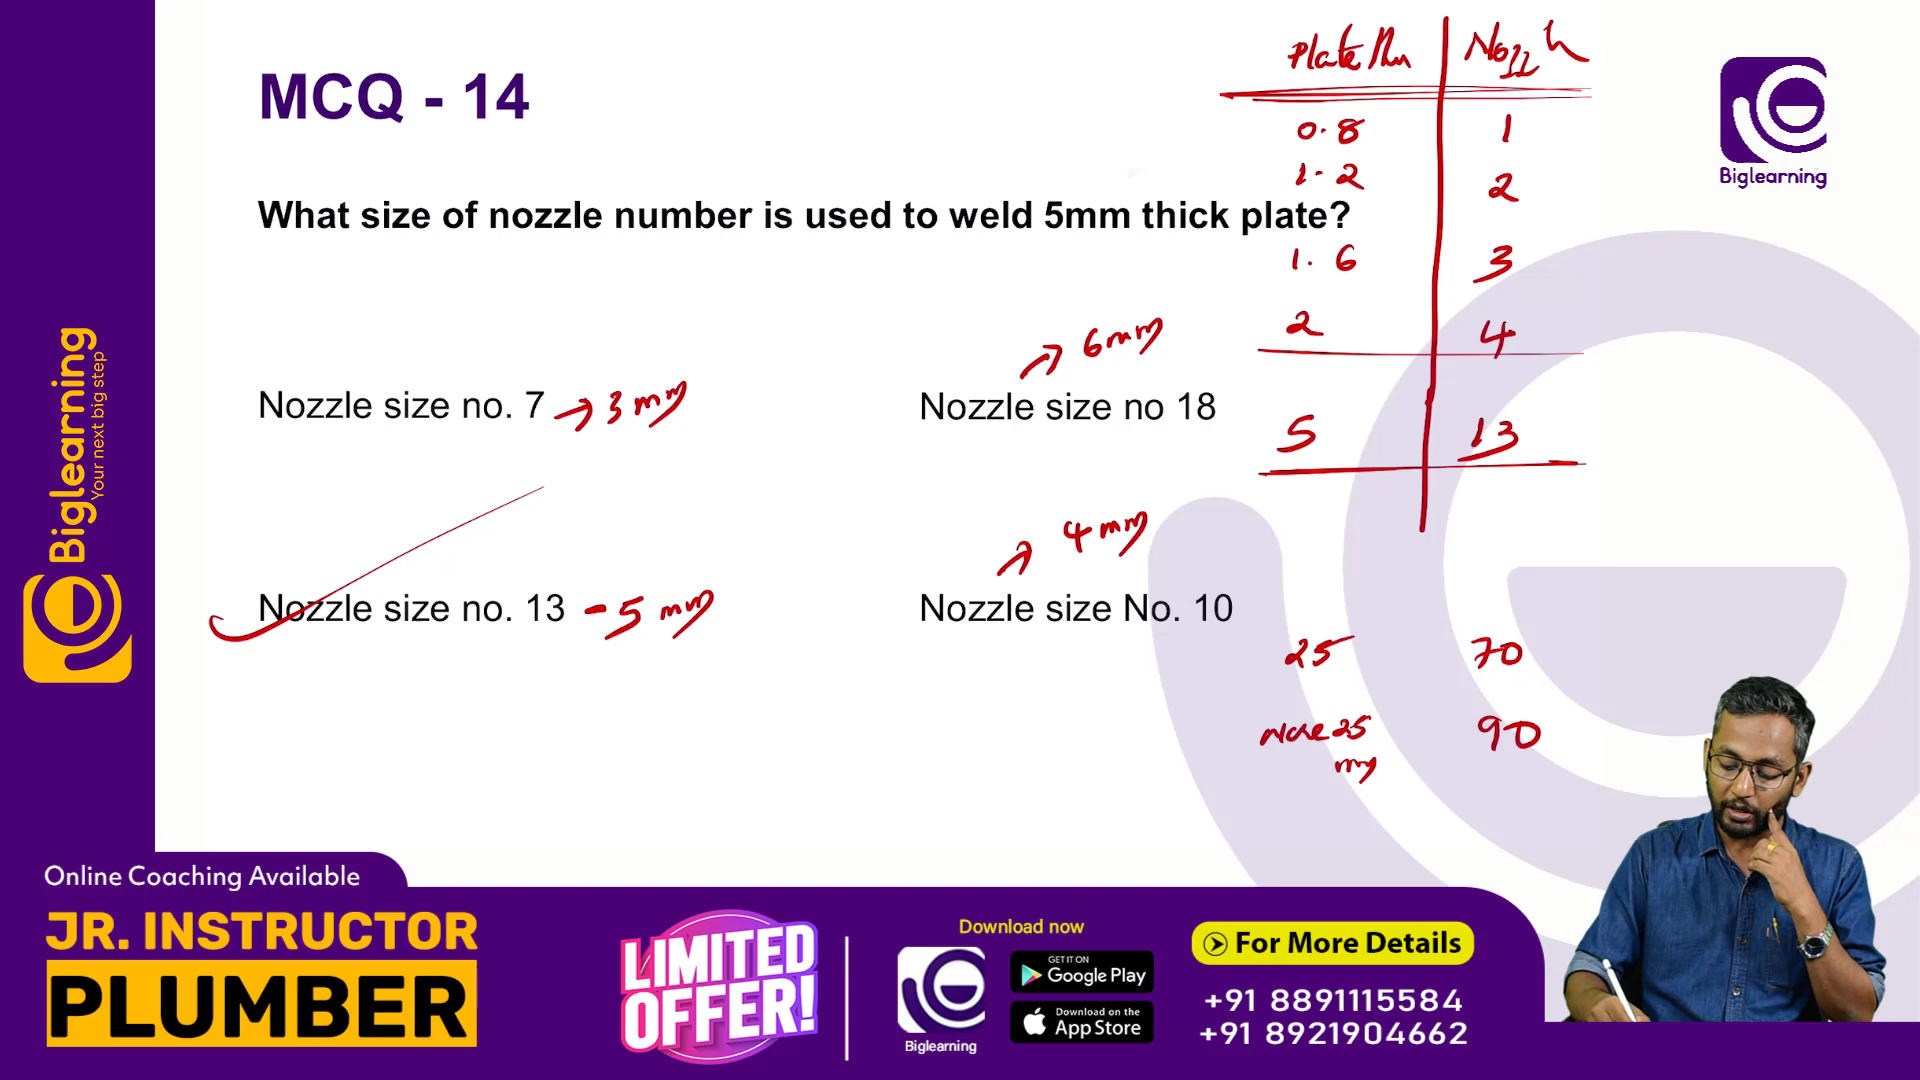 MCQ - 14
What size of nozzle number is used to weld 5mm thick plate?
Nozzle size no. 7 → 3 mm
Nozzle size no 18
→ 6mm
Nozzle size no. 13 - 5 mm
Nozzle size No. 10
→ 4 mm
Plate
0.8 1
1.2 2
1.6 3
2 4
5 13
25 70
25 mm 90
Biglearning
Biglearning
Your next big step
Online Coaching Available
JR. INSTRUCTOR
PLUMBER
LIMITED
OFFER!
Download now
Biglearning
GET IT ON
Google Play
Download on the
App Store
For More Details
+91 8891115584
+91 8921904662